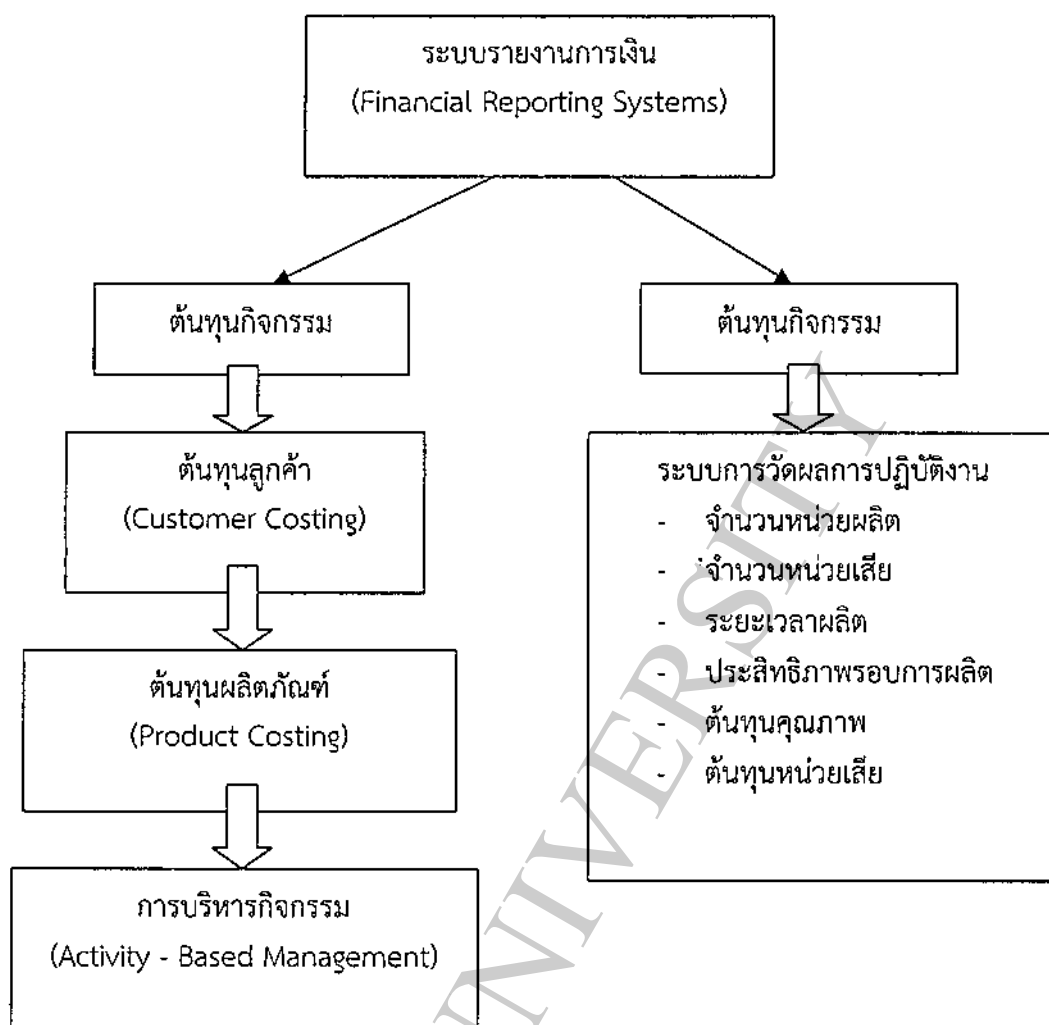 ระบบรายงานการเงิน
(Financial Reporting Systems)
ต้นทุนกิจกรรม
ต้นทุนลูกค้า
(Customer Costing)
ต้นทุนผลิตภัณฑ์
(Product Costing)
การบริหารกิจกรรม
(Activity - Based Management)
ต้นทุนกิจกรรม
ระบบการวัดผลการปฏิบัติงาน
- จำนวนหน่วยผลิต
- จำนวนหน่วยเสีย
- ระยะเวลาผลิต
- ประสิทธิภาพรอบการผลิต
- ต้นทุนคุณภาพ
- ต้นทุนหน่วยเสีย
UNIVERSITY